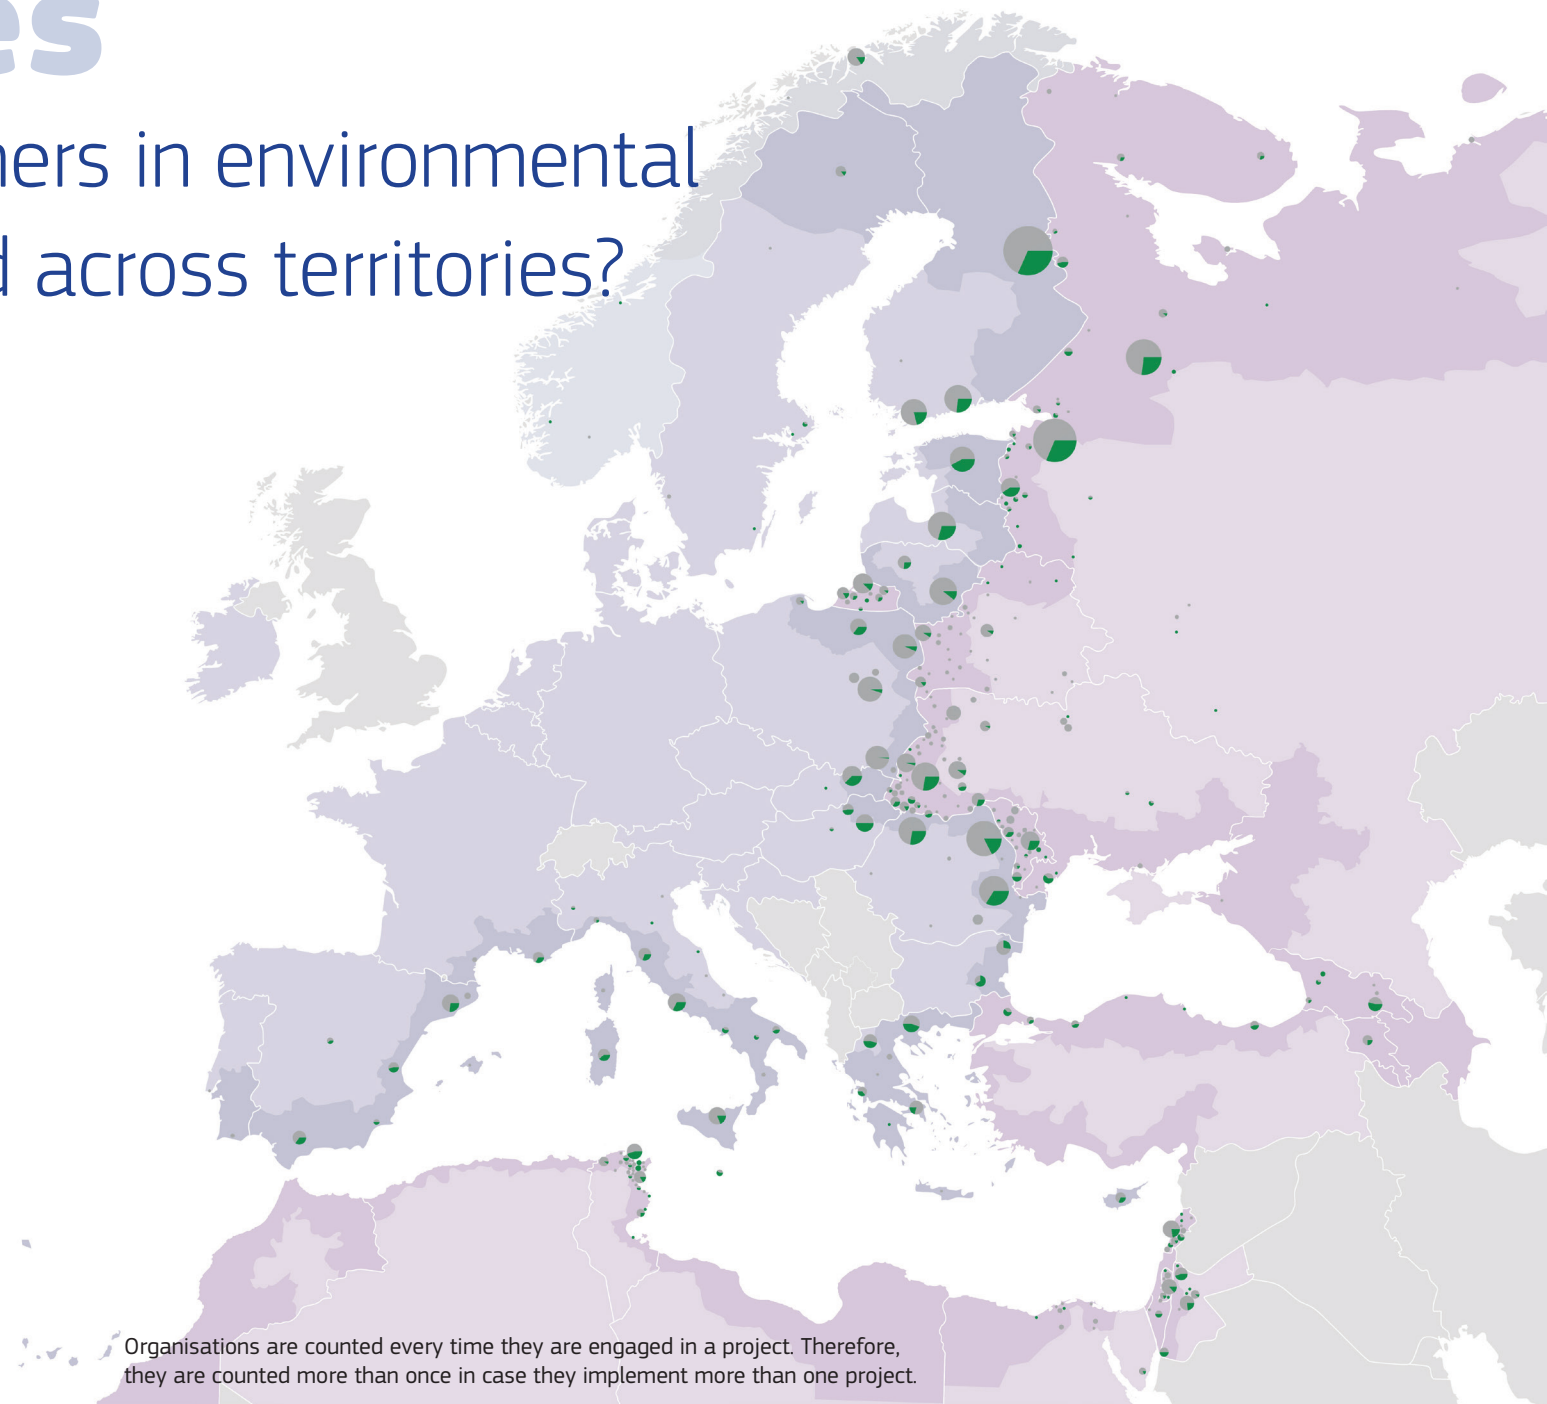 es
ners in environmental
d across territories?
Organisations are counted every time they are engaged in a project. Therefore,
they are counted more than once in case they implement more than one project.